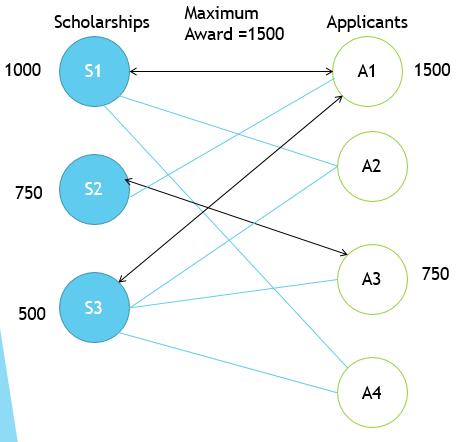 Scholarships
Maximum
Award =1500
Applicants
1000
S1
A1
1500
A2
750
S2
A3
750
500
S3
A4